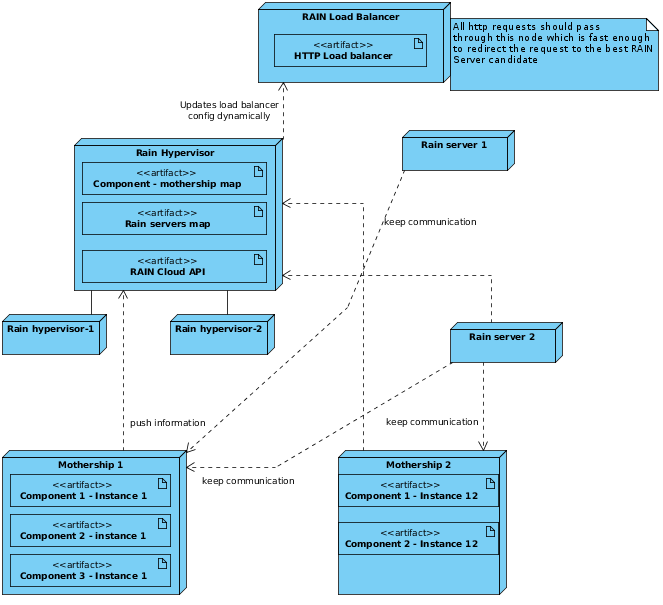 RAIN Load Balancer
<<artifact>>
HTTP Load balancer
All http requests should pass
through this node which is fast enough
to redirect the request to the best RAIN
Server candidate
Updates load balancer
config dynamically
Rain Hypervisor
<<artifact>>
Component - mothership map
<<artifact>>
Rain servers map
<<artifact>>
RAIN Cloud API
Rain server 1
keep communication
Rain hypervisor-1
Rain hypervisor-2
Rain server 2
push information
keep communication
keep communication
Mothership 1
<<artifact>>
Component 1 - Instance 1
<<artifact>>
Component 2 - instance 1
<<artifact>>
Component 3 - Instance 1
Mothership 2
<<artifact>>
Component 1 - Instance 12
<<artifact>>
Component 2 - Instance 12